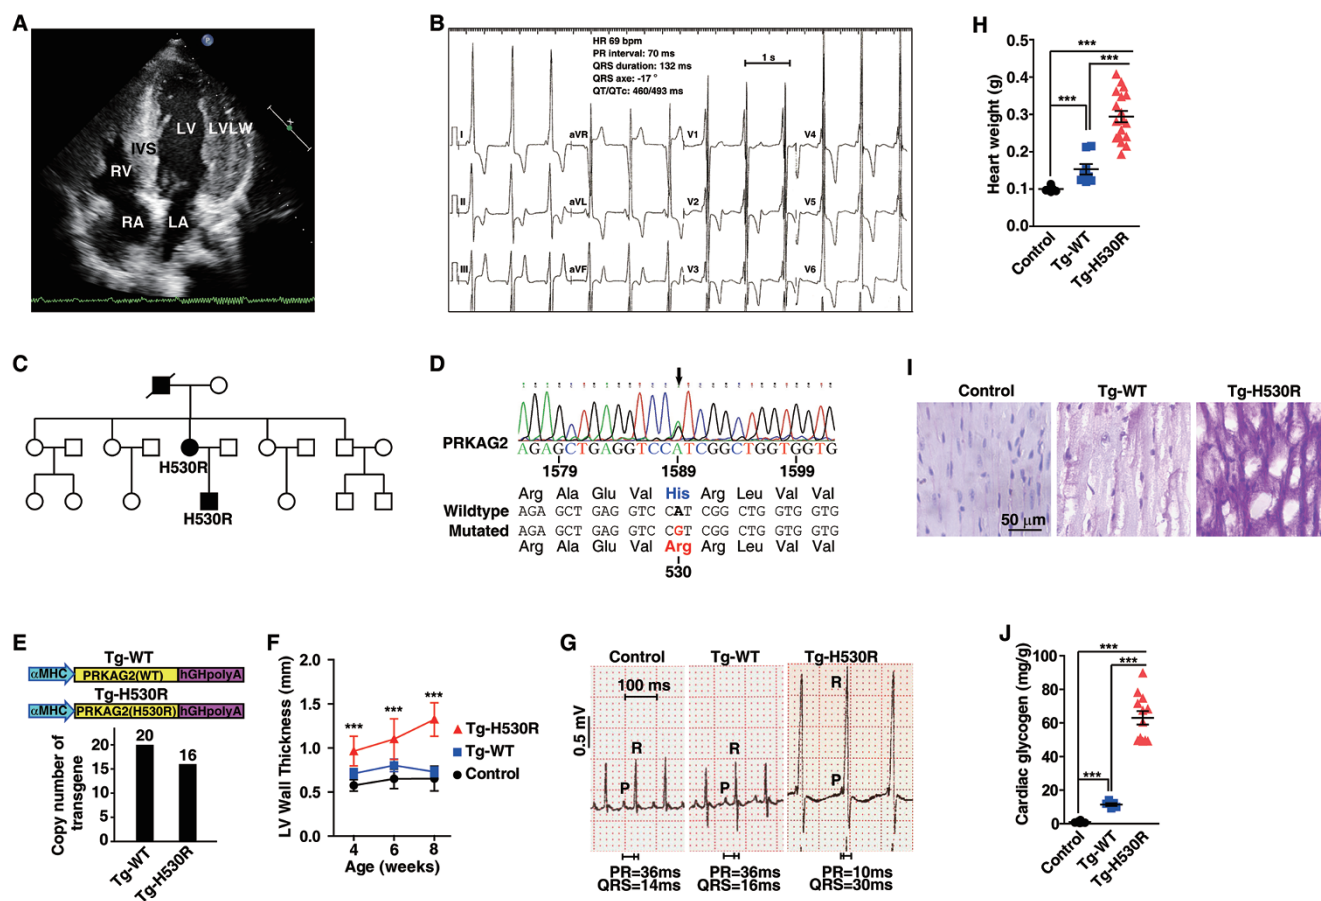 A
P
LV
LVLW
IVS
RV
RA
LA
B
HR 69 bpm
PR interval: 70 ms
QRS duration: 132 ms
QRS axe: -17 °
QT/QTc: 460/493 ms
1 s
I
aVR
V1
V4
II
aVL
V2
V5
III
aVF
V3
V6
C
H530R
H530R
D
PRKAG2
AGAGCTGAGGTCCATCGGCTGGTGGTG
1579 1589 1599
Arg Ala Glu Val His Arg Leu Val Val
Wildtype AGA GCT GAG GTC CAT CGG CTG GTG GTG
Mutated AGA GCT GAG GTC CGT CGG CTG GTG GTG
Arg Ala Glu Val Arg Arg Leu Val Val
530
E
Tg-WT
αMHC PRKAG2(WT) hGHpolyA
Tg-H530R
αMHC PRKAG2(H530R) hGHpolyA
Copy number of
transgene
20
15
10
5
0
20
16
Tg-WT
Tg-H530R
F
LV Wall Thickness (mm)
2.0
1.5
1.0
0.5
0.0
***
***
***
Tg-H530R
Tg-WT
Control
4 6 8
Age (weeks)
G
Control Tg-WT Tg-H530R
100 ms
0.5 mV
R
P
R
P
R
P
PR=36ms PR=36ms PR=10ms
QRS=14ms QRS=16ms QRS=30ms
H
Heart weight (g)
0.5
0.4
0.3
0.2
0.1
0.0
***
***
***
Control
Tg-WT
Tg-H530R
I
Control Tg-WT Tg-H530R
50 μm
J
Cardiac glycogen (mg/g)
100
80
60
40
20
0
***
***
***
Control
Tg-WT
Tg-H530R